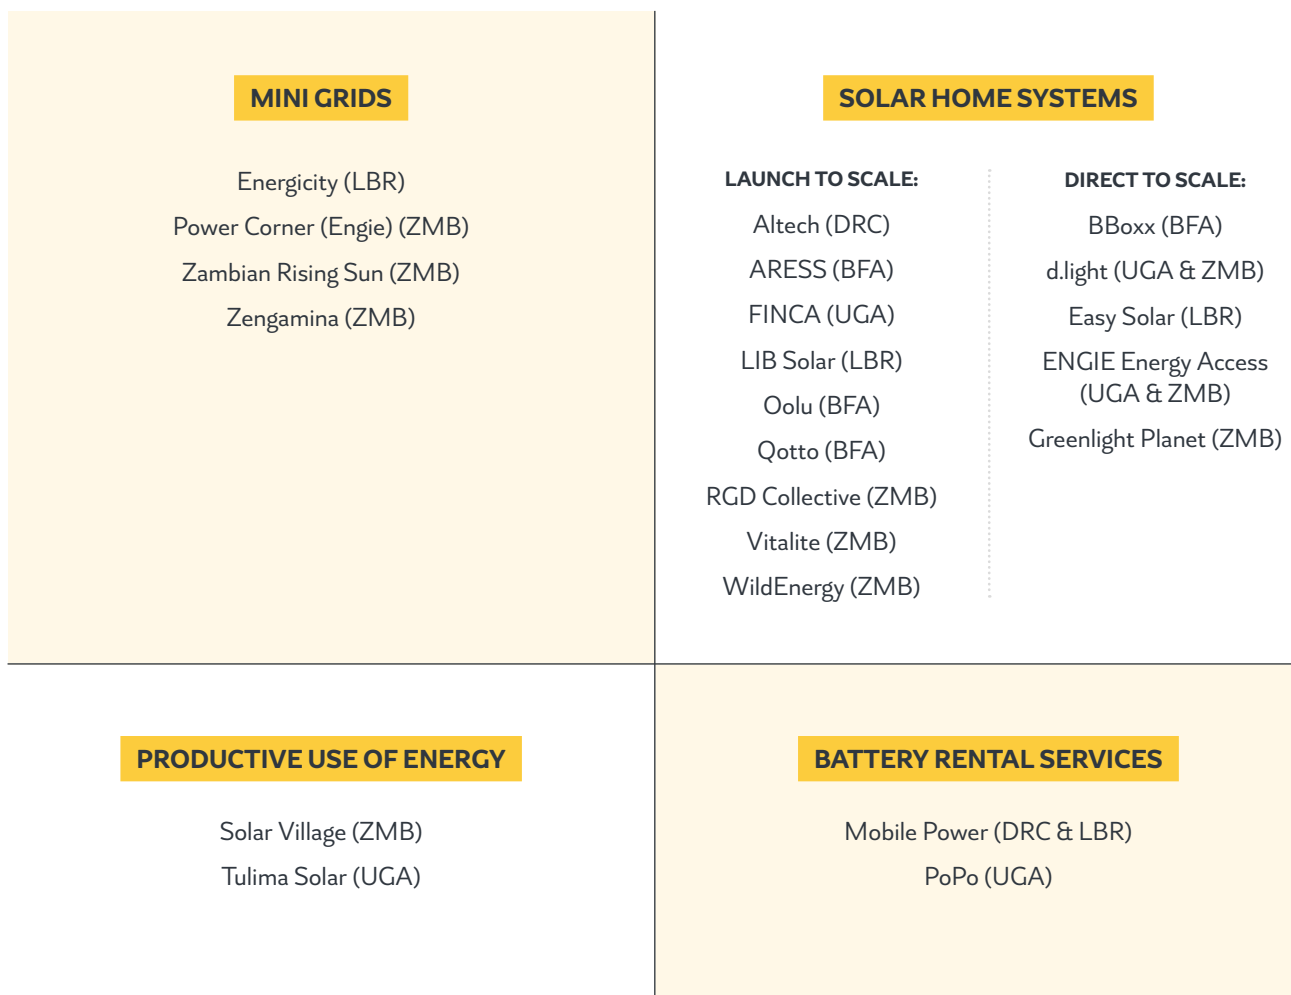 MINI GRIDS
Energicity (LBR)
Power Corner (Engie) (ZMB)
Zambian Rising Sun (ZMB)
Zengamina (ZMB)
SOLAR HOME SYSTEMS
LAUNCH TO SCALE:
Altech (DRC)
ARESS (BFA)
FINCA (UGA)
LIB Solar (LBR)
Oolu (BFA)
Qotto (BFA)
RGD Collective (ZMB)
Vitalite (ZMB)
WildEnergy (ZMB)
DIRECT TO SCALE:
BBoxx (BFA)
d.light (UGA & ZMB)
Easy Solar (LBR)
ENGIE Energy Access
(UGA & ZMB)
Greenlight Planet (ZMB)
PRODUCTIVE USE OF ENERGY
Solar Village (ZMB)
Tulima Solar (UGA)
BATTERY RENTAL SERVICES
Mobile Power (DRC & LBR)
PoPo (UGA)